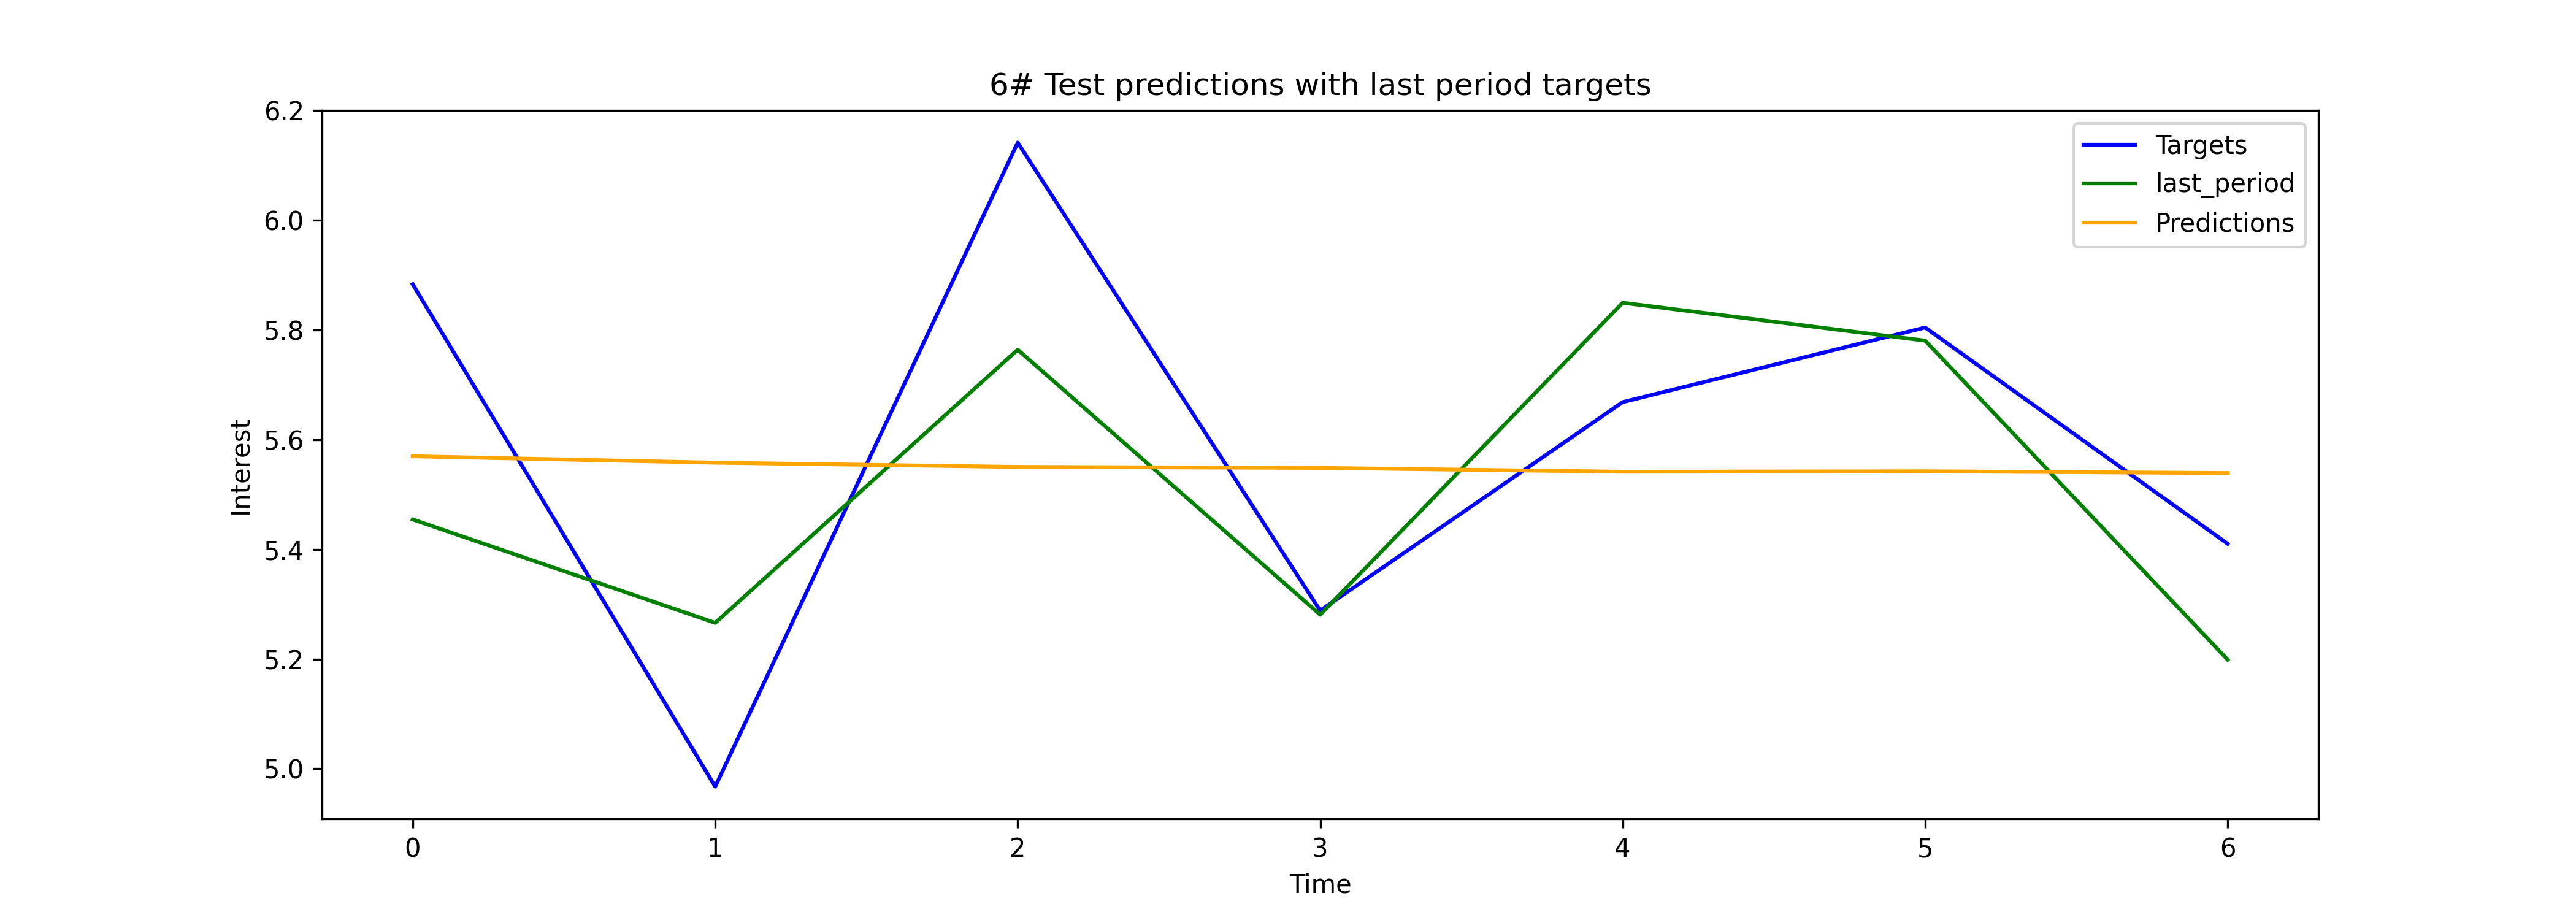 6# Test predictions with last period targets
6.2
6.0
5.8
5.6
5.4
5.2
5.0
Interest
Targets
last_period
Predictions
0 1 2 3 4 5 6
Time